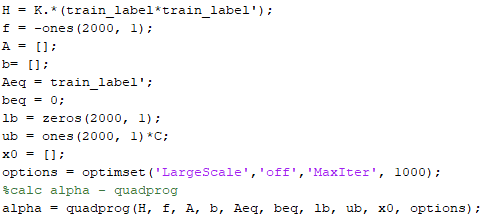 H = K.*(train_label*train_label');
f = -ones(2000, 1);
A = [];
b= [];
Aeq = train_label';
beq = 0;
lb = zeros(2000, 1);
ub = ones(2000, 1)*C;
x0 = [];
options = optimset('LargeScale','off','MaxIter', 1000);
%calc alpha - quadprog
alpha = quadprog(H, f, A, b, Aeq, beq, lb, ub, x0, options);